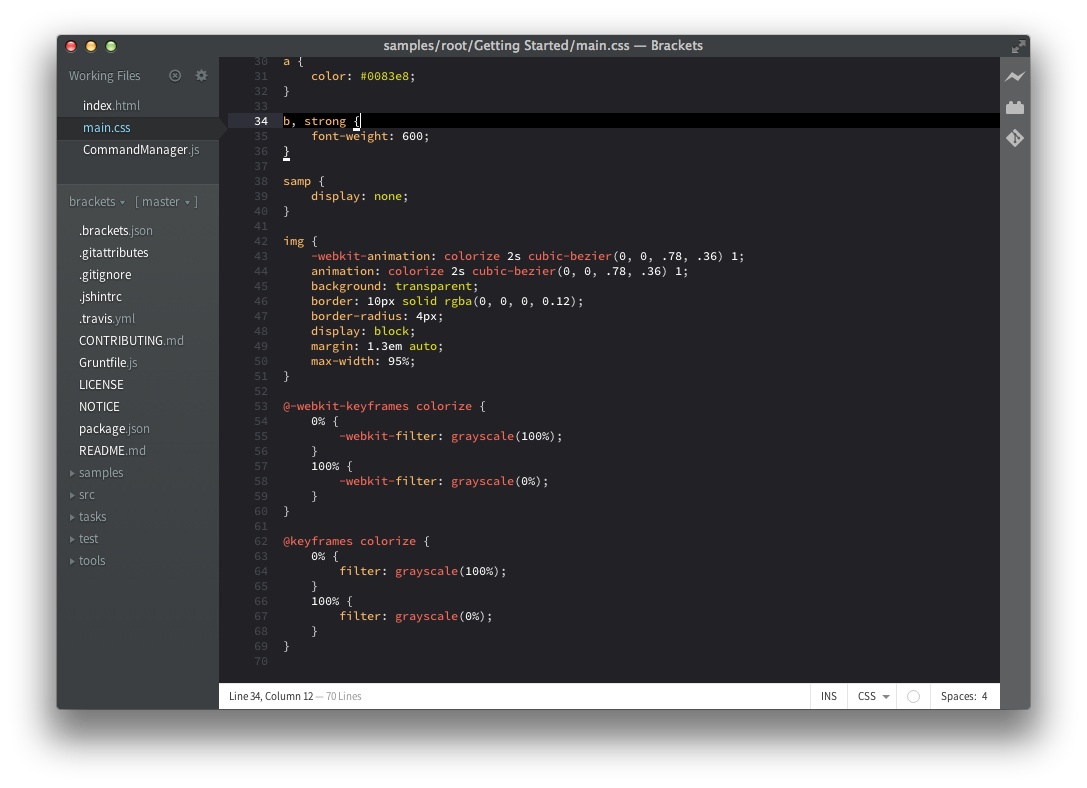 samples/root/Getting Started/main.css — Brackets
Working Files
index.html
main.css
CommandManager.js
brackets [ master ]
.brackets.json
.gitattributes
.gitignore
.jshintrc
.travis.yml
CONTRIBUTING.md
Gruntfile.js
LICENSE
NOTICE
package.json
README.md
samples
src
tasks
test
tools
30 a {
31     color: #0083e8;
32 }
33
34 b, strong {
35     font-weight: 600;
36 }
37
38 samp {
39     display: none;
40 }
41
42 img {
43     -webkit-animation: colorize 2s cubic-bezier(0, 0, .78, .36) 1;
44     animation: colorize 2s cubic-bezier(0, 0, .78, .36) 1;
45     background: transparent;
46     border: 10px solid rgba(0, 0, 0, 0.12);
47     border-radius: 4px;
48     display: block;
49     margin: 1.3em auto;
50     max-width: 95%;
51 }
52
53 @-webkit-keyframes colorize {
54     0% {
55         -webkit-filter: grayscale(100%);
56     }
57     100% {
58         -webkit-filter: grayscale(0%);
59     }
60 }
61
62 @keyframes colorize {
63     0% {
64         filter: grayscale(100%);
65     }
66     100% {
67         filter: grayscale(0%);
68     }
69 }
70
Line 34, Column 12 — 70 Lines
INS
CSS
Spaces: 4